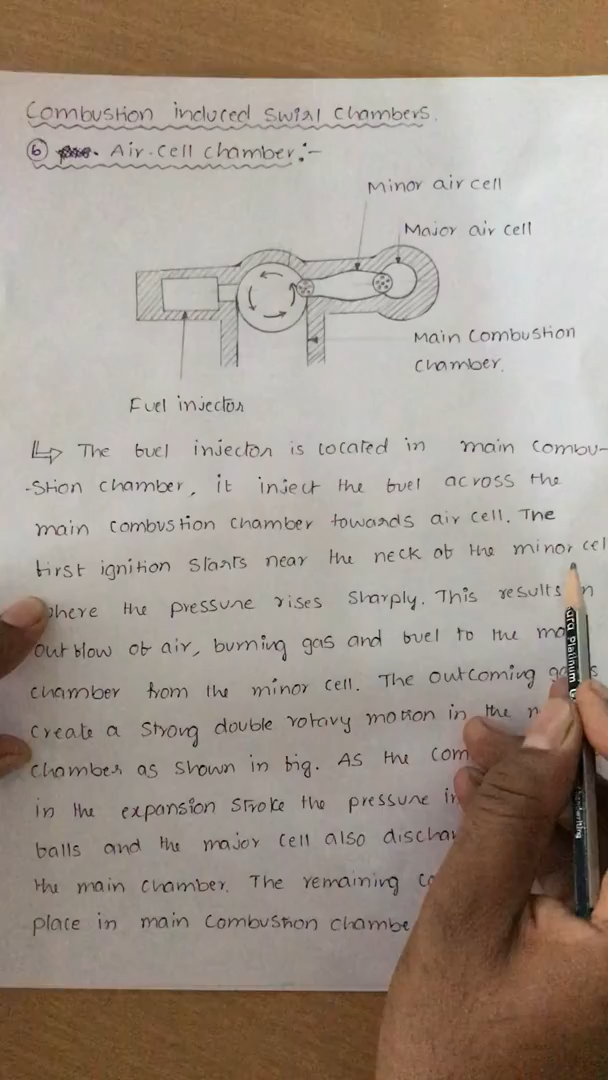 Combustion induced swirl chambers.
⑥ Air-cell chamber:-
Minor air cell
Major air cell
Main Combustion
chamber.
Fuel injector
↳ The fuel injector is located in main Combu-
-stion chamber, it inject the fuel across the
main combustion chamber towards air cell. The
first ignition starts near the neck of the minor cel
where the pressure rises sharply. This results in
out blow of air, burning gas and fuel to the
chamber from the minor cell. The outcoming
create a strong double rotary motion in the
chamber as shown in fig. As the
in the expansion stroke the pressure
balls and the major cell also
the main chamber. The remaining
place in main Combustion
Platinum